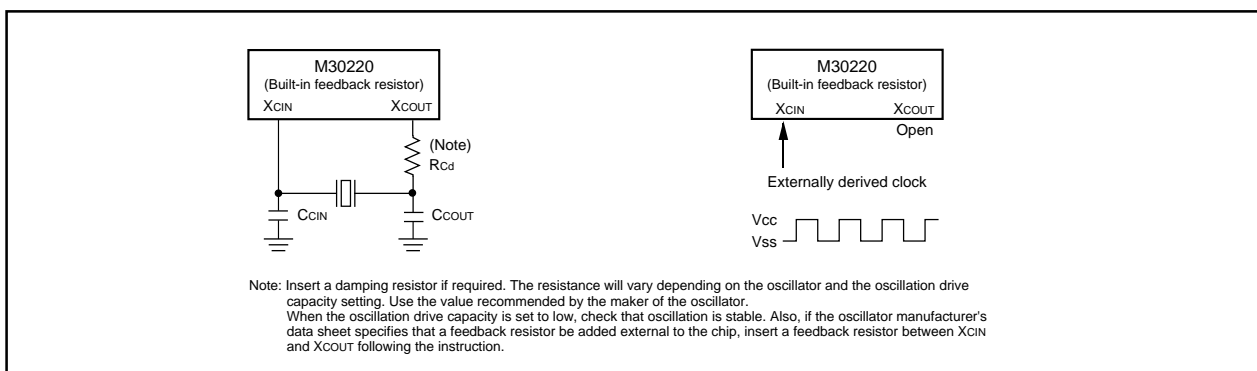 M30220
(Built-in feedback resistor)
XCIN XCOUT
(Note)
RCd
CCIN CCOUT
M30220
(Built-in feedback resistor)
XCIN XCOUT
Open
Externally derived clock
Vcc
Vss
Note: Insert a damping resistor if required. The resistance will vary depending on the oscillator and the oscillation drive
capacity setting. Use the value recommended by the maker of the oscillator.
When the oscillation drive capacity is set to low, check that oscillation is stable. Also, if the oscillator manufacturer's
data sheet specifies that a feedback resistor be added external to the chip, insert a feedback resistor between XCIN
and XCOUT following the instruction.